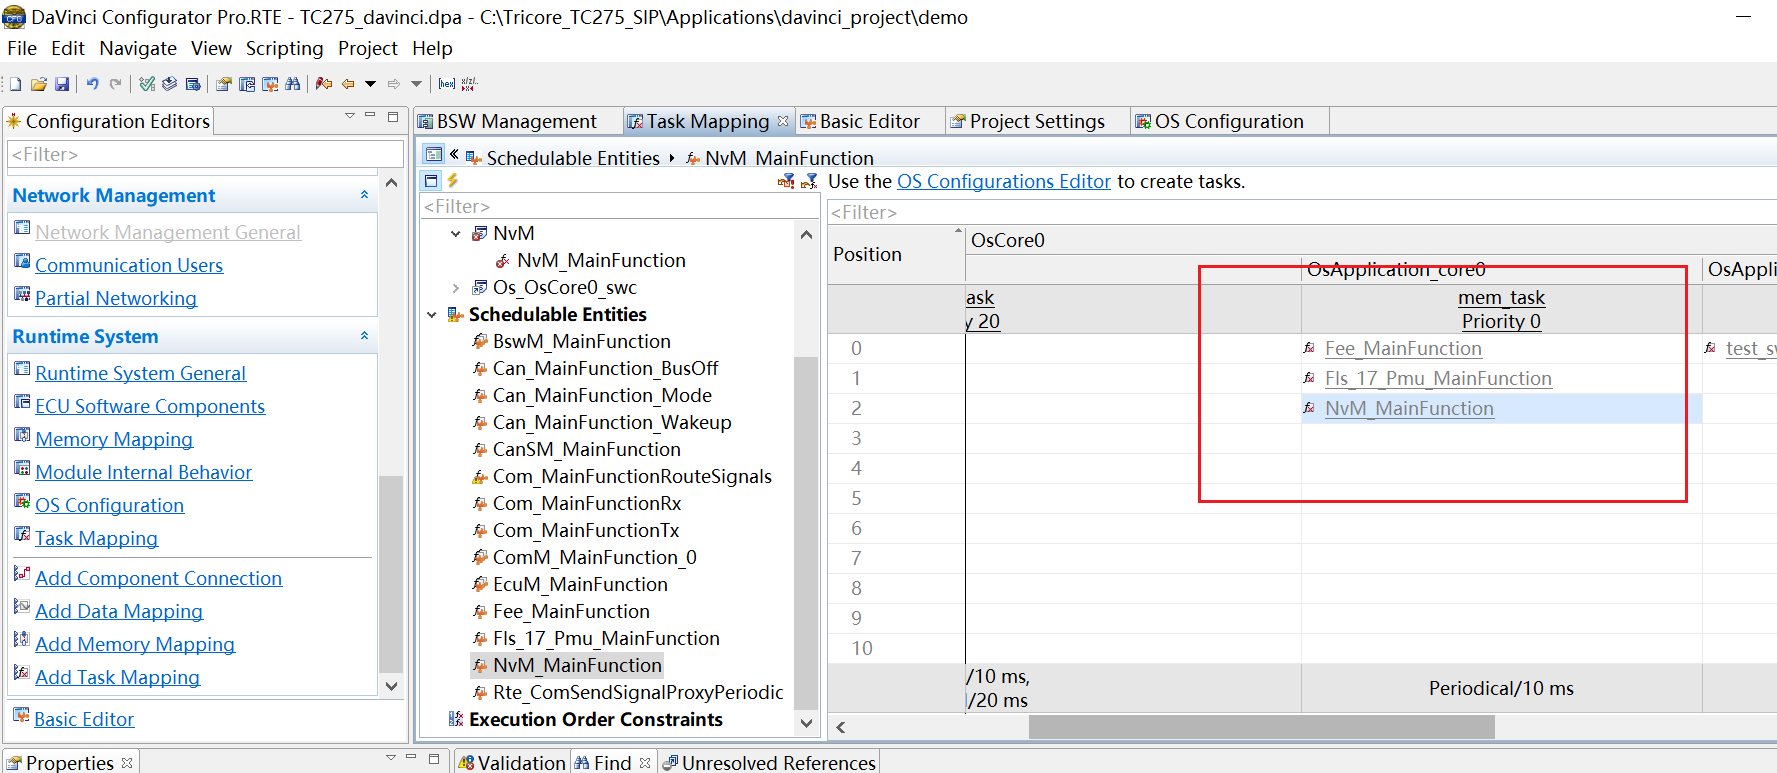 DaVinci Configurator Pro.RTE - TC275_davinci.dpa - C:\Tricore_TC275_SIP\Applications\davinci_project\demo
File Edit Navigate View Scripting Project Help
Configuration Editors
<Filter>
Network Management
Network Management General
Communication Users
Partial Networking
Runtime System
Runtime System General
ECU Software Components
Memory Mapping
Module Internal Behavior
OS Configuration
Task Mapping
Add Component Connection
Add Data Mapping
Add Memory Mapping
Add Task Mapping
Basic Editor
Properties
BSW Management Task Mapping Basic Editor Project Settings OS Configuration
Schedulable Entities NvM_MainFunction
<Filter>
NvM
NvM_MainFunction
Os_OsCore0_swc
Schedulable Entities
BswM_MainFunction
Can_MainFunction_BusOff
Can_MainFunction_Mode
Can_MainFunction_Wakeup
CanSM_MainFunction
Com_MainFunctionRouteSignals
Com_MainFunctionRx
Com_MainFunctionTx
ComM_MainFunction_0
EcuM_MainFunction
Fee_MainFunction
Fls_17_Pmu_MainFunction
NvM_MainFunction
Rte_ComSendSignalProxyPeriodic
Execution Order Constraints
Use the OS Configurations Editor to create tasks.
<Filter>
Position OsCore0
OsApplication_core0 OsAppli
ask mem_task
y 20 Priority 0
0 Fee_MainFunction test_sw
1 Fls_17_Pmu_MainFunction
2 NvM_MainFunction
3
4
5
6
7
8
9
10
/10 ms,
/20 ms Periodical/10 ms
Validation Find Unresolved References